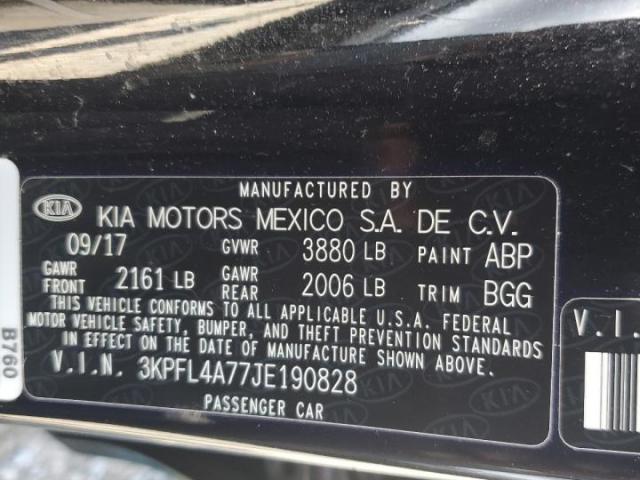 MANUFACTURED BY
KIA KIA MOTORS MEXICO S.A. DE C.V.
09/17 GVWR 3880 LB PAINT ABP
GAWR FRONT 2161 LB GAWR REAR 2006 LB TRIM BGG
THIS VEHICLE CONFORMS TO ALL APPLICABLE U.S.A. FEDERAL
MOTOR VEHICLE SAFETY, BUMPER, AND THEFT PREVENTION STANDARDS
IN EFFECT ON THE DATE OF MANUFACTURE SHOWN ABOVE.
V.I.N. 3KPFL4A77JE190828
PASSENGER CAR
B760
V.I.